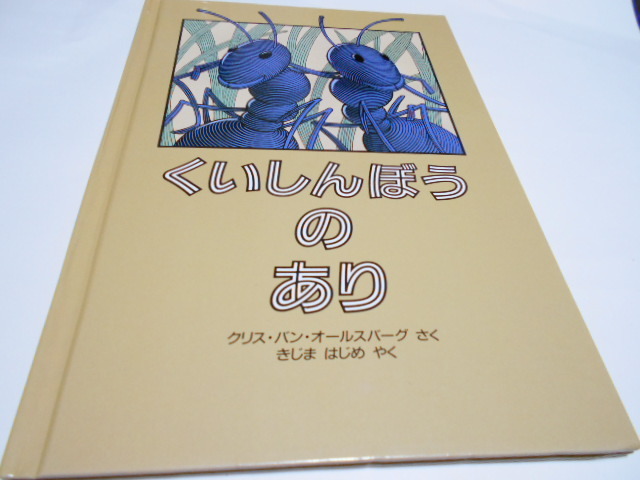 くいしんぼう
の
あり
クリス・バン・オールスバーグ さく
きじま はじめ やく